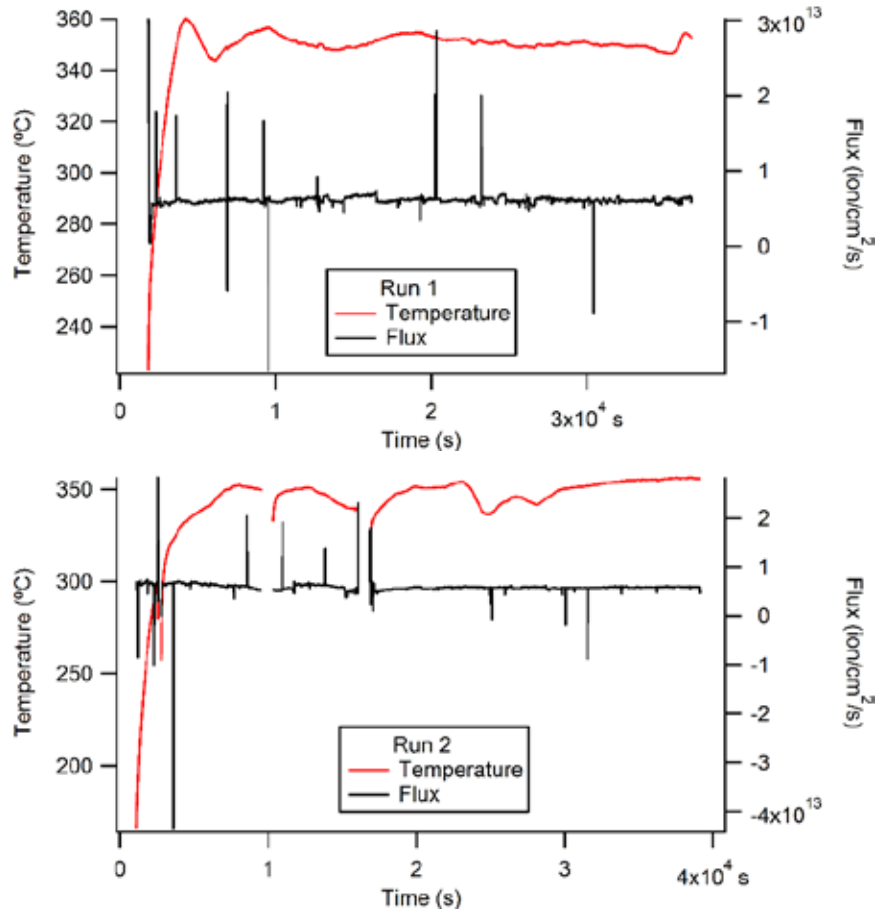 360
340
320
300
280
260
240
Temperature (ºC)
3x10^13
2
1
0
-1
Flux (ion/cm^2/s)
Run 1
Temperature
Flux
0
1
2
3x10^4 s
Time (s)
350
300
250
200
Temperature (ºC)
2
1
0
-1
-2
-3
-4x10^13
Flux (ion/cm^2/s)
Run 2
Temperature
Flux
0
1
2
3
4x10^4 s
Time (s)